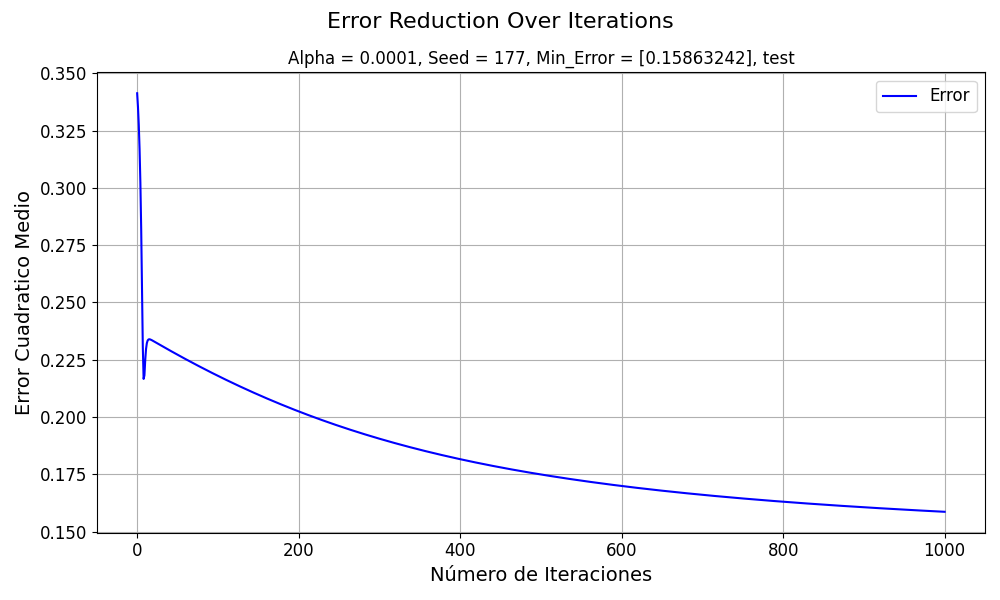 Error Reduction Over Iterations
Alpha = 0.0001, Seed = 177, Min_Error = [0.15863242], test
Error
Error Cuadratico Medio
0.350
0.325
0.300
0.275
0.250
0.225
0.200
0.175
0.150
0 200 400 600 800 1000
Número de Iteraciones